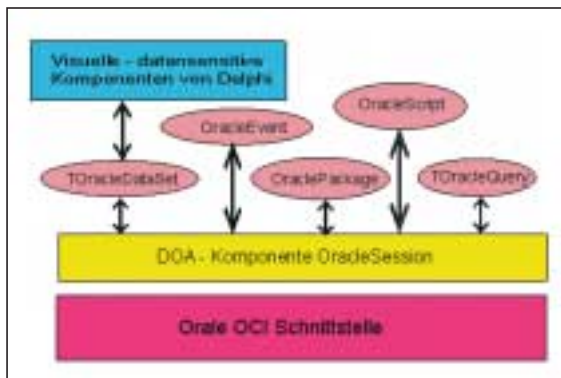 Visuelle - datensensitive
Komponenten von Delphi
OracleScript
OracleEvent
TOracleDataSet
OraclePackage
TOracleQuery
DOA - Komponente OracleSession
Orale OCI Schnittstelle